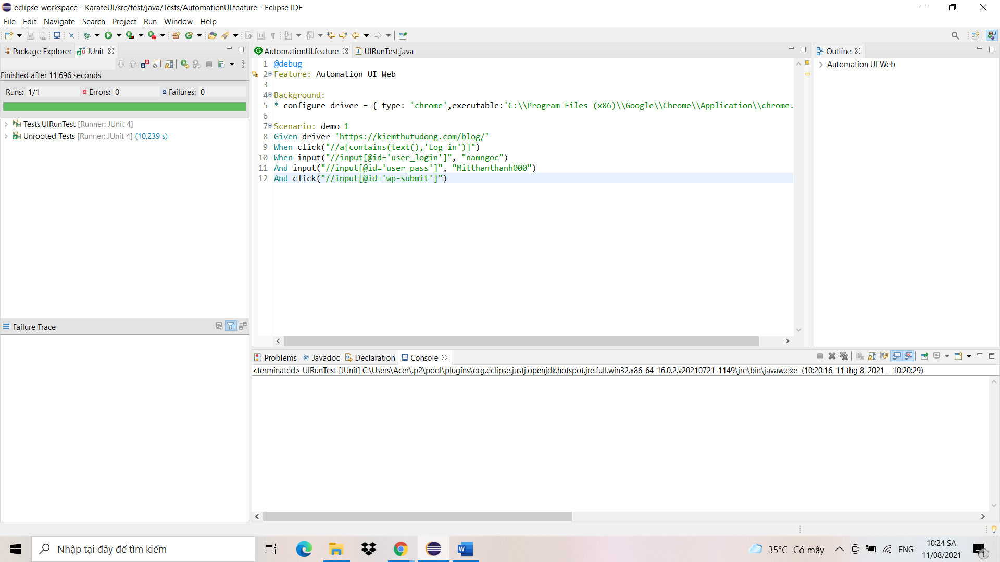 eclipse-workspace - KarateUI/src/test/java/Tests/AutomationUI.feature - Eclipse IDE
File Edit Navigate Search Project Run Window Help
Package Explorer JUnit
Finished after 11,696 seconds
Runs: 1/1 Errors: 0 Failures: 0
Tests.UIRunTest [Runner: JUnit 4]
Unrooted Tests [Runner: JUnit 4] (10,239 s)
Failure Trace
AutomationUI.feature UIRunTest.java
1 @debug
2 Feature: Automation UI Web
3
4 Background:
5 * configure driver = { type: 'chrome',executable:'C:\\Program Files (x86)\\Google\\Chrome\\Application\\chrome.
6
7 Scenario: demo 1
8 Given driver 'https://kiemthutudong.com/blog/'
9 When click("//a[contains(text(),'Log in')]")
10 When input("//input[@id='user_login']", "namngoc")
11 And input("//input[@id='user_pass']", "Mitthanthanh000")
12 And click("//input[@id='wp-submit']")
Outline
Automation UI Web
Problems @ Javadoc Declaration Console
<terminated> UIRunTest [JUnit] C:\Users\Acer\.p2\pool\plugins\org.eclipse.justj.openjdk.hotspot.jre.full.win32.x86_64_16.0.2.v20210721-1149\jre\bin\javaw.exe (10:20:16, 11 thg 8, 2021 – 10:20:29)
Nhập tại đây để tìm kiếm
35°C Có mây
ENG
10:24 SA
11/08/2021
1